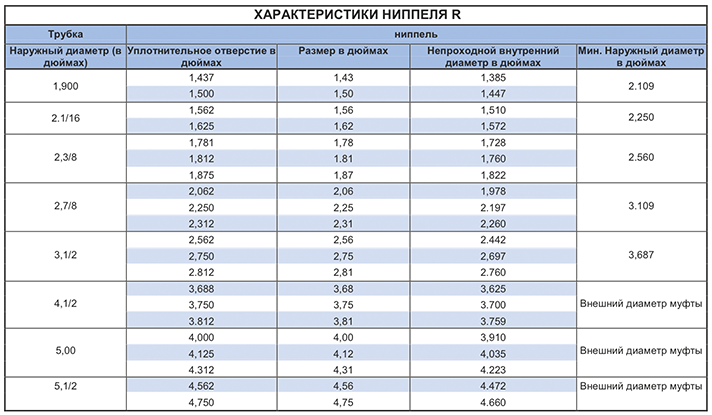 ХАРАКТЕРИСТИКИ НИППЕЛЯ R
Трубка ниппель
Наружный диаметр (в дюймах) Уплотнительное отверстие в дюймах Размер в дюймах Непроходной внутренний диаметр в дюймах Мин. Наружный диаметр в дюймах
1,900 1,437 1,43 1,385 2.109
1,500 1,50 1,447
2.1/16 1,562 1,56 1,510 2,250
1,625 1,62 1,572
2,3/8 1,781 1,78 1,728 2.560
1,812 1.81 1,760
1,875 1,87 1,822
2,7/8 2,062 2,06 1,978 3.109
2,250 2,25 2.197
2,312 2,31 2,260
3,1/2 2,562 2,56 2.442 3,687
2,750 2,75 2,697
2.812 2,81 2.760
4,1/2 3,688 3,68 3,625 Внешний диаметр муфты
3,750 3,75 3.700
3.812 3,81 3.759
5,00 4,000 4,00 3,910 Внешний диаметр муфты
4,125 4,12 4,035
4.312 4,31 4.223
5,1/2 4,562 4,56 4.472 Внешний диаметр муфты
4,750 4,75 4.660